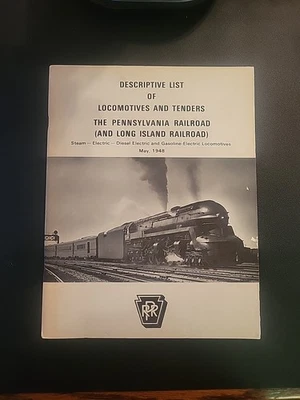 DESCRIPTIVE LIST
OF
LOCOMOTIVES AND TENDERS
THE PENNSYLVANIA RAILROAD
(AND LONG ISLAND RAILROAD)
Steam — Electric — Diesel Electric and Gasoline-Electric Locomotives
May, 1948
PRR